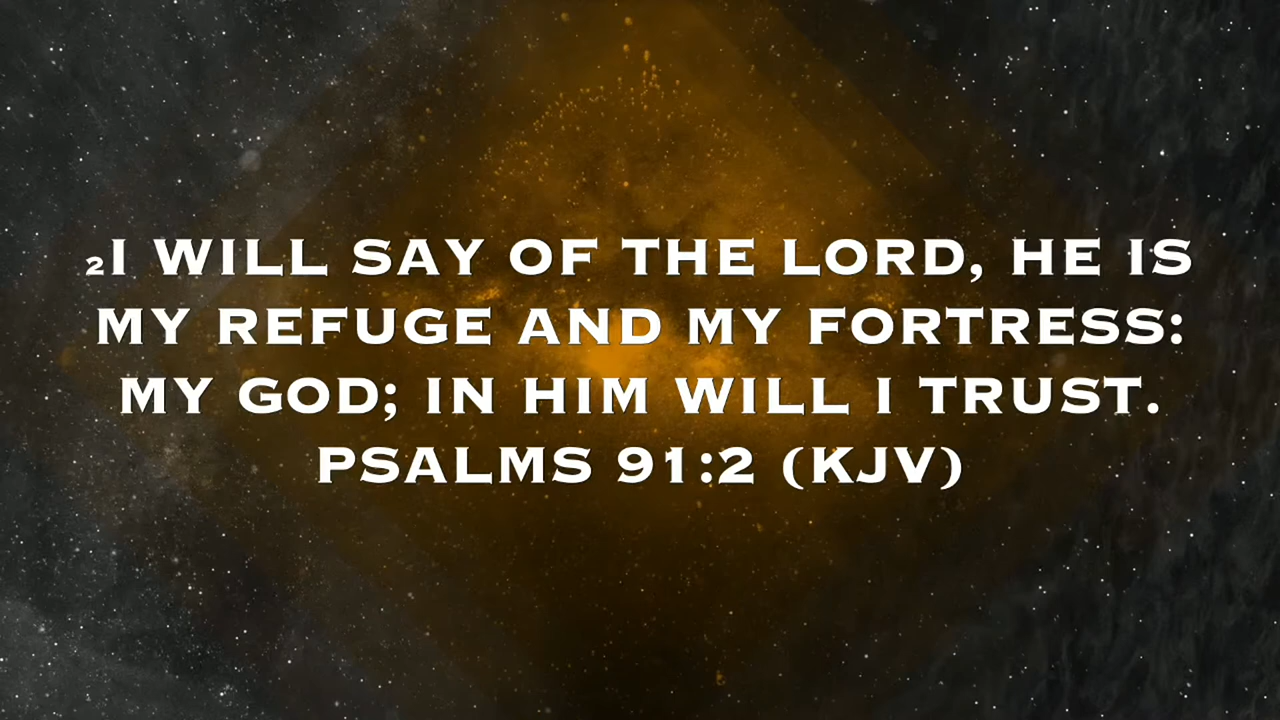 ₂I WILL SAY OF THE LORD, HE IS
MY REFUGE AND MY FORTRESS:
MY GOD; IN HIM WILL I TRUST.
PSALMS 91:2 (KJV)